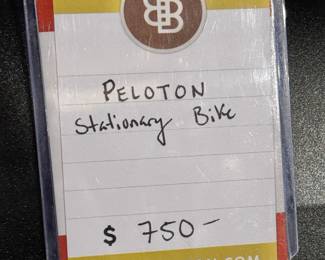 PELOTON
Stationary Bike
$ 750-